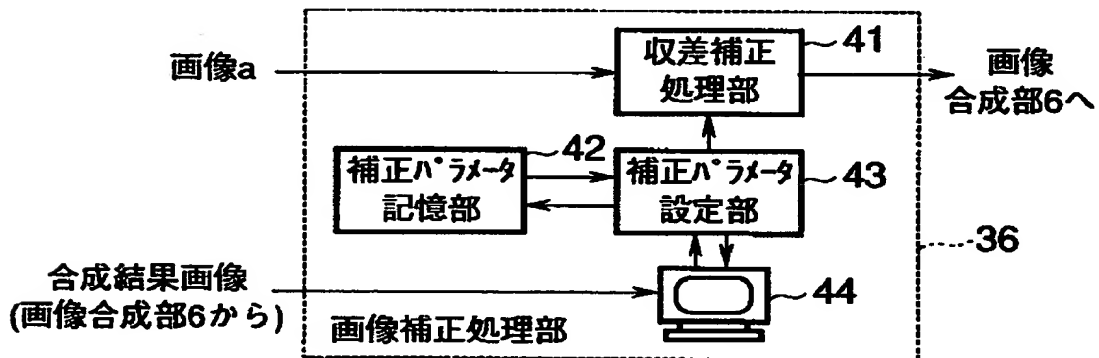 画像a
収差補正
処理部
41
画像
合成部6へ
補正パラメータ
記憶部
42
補正パラメータ
設定部
43
36
合成結果画像
(画像合成部6から)
44
画像補正処理部